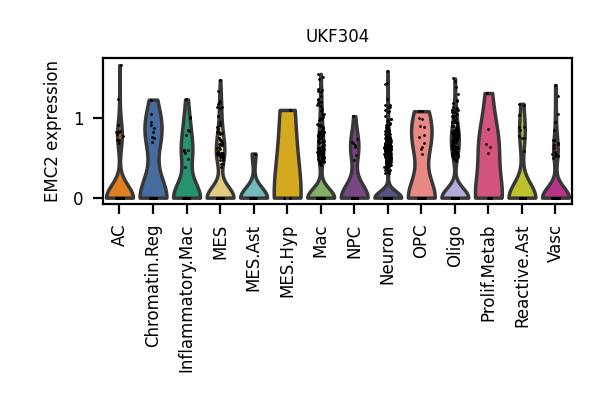 UKF304
EMC2 expression
1
0
AC
Chromatin.Reg
Inflammatory.Mac
MES
MES.Ast
MES.Hyp
Mac
NPC
Neuron
OPC
Oligo
Prolif.Metab
Reactive.Ast
Vasc